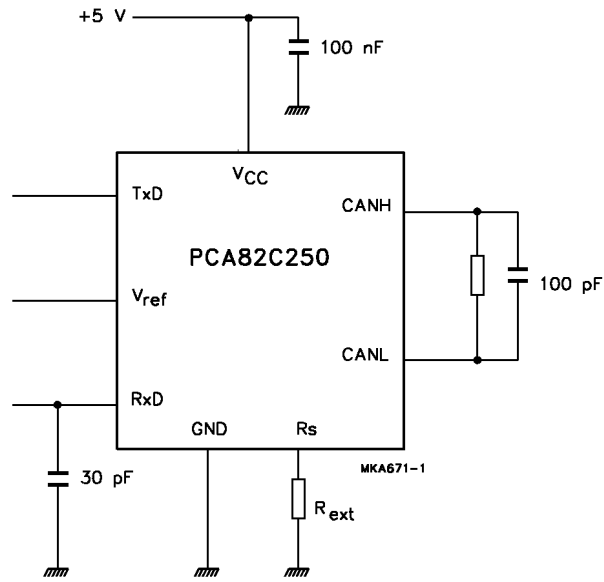 +5 V
100 nF
VCC
TxD
CANH
PCA82C250
Vref
100 pF
CANL
RxD
GND
Rs
MKA671-1
30 pF
Rext